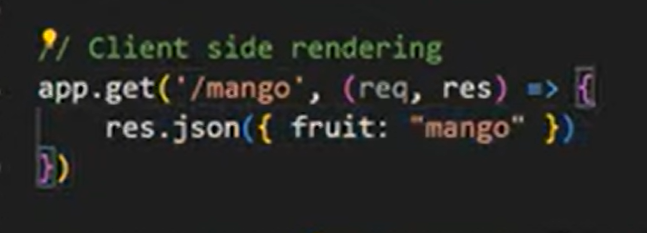 // Client side rendering
app.get('/mango', (req, res) => {
    res.json({ fruit: "mango" })
})